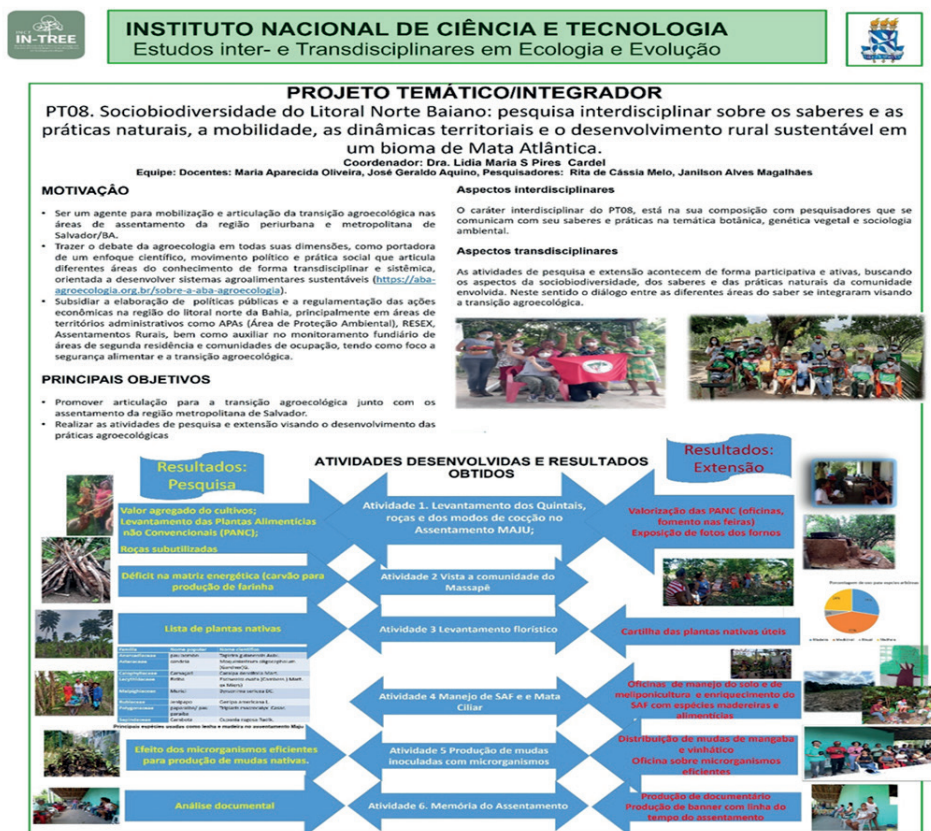 INCT
IN-TREE
INSTITUTO NACIONAL DE CIÊNCIA E TECNOLOGIA
Estudos inter- e Transdisciplinares em Ecologia e Evolução
PROJETO TEMÁTICO/INTEGRADOR
PT08. Sociobiodiversidade do Litoral Norte Baiano: pesquisa interdisciplinar sobre os saberes e as
práticas naturais, a mobilidade, as dinâmicas territoriais e o desenvolvimento rural sustentável em
um bioma de Mata Atlântica.
Coordenador: Dra. Lidia Maria S Pires Cardel
Equipe: Docentes: Maria Aparecida Oliveira, José Geraldo Aquino, Pesquisadores: Rita de Cássia Melo, Janilson Alves Magalhães
MOTIVAÇÂO
• Ser um agente para mobilização e articulação da transição agroecológica nas
áreas de assentamento da região periurbana e metropolitana de
Salvador/BA.
• Trazer o debate da agroecologia em todas suas dimensões, como portadora
de um enfoque científico, movimento político e prática social que articula
diferentes áreas do conhecimento de forma transdisciplinar e sistêmica,
orientada a desenvolver sistemas agroalimentares sustentáveis (https://aba-
agroecologia.org.br/sobre-a-aba-agroecologia).
• Subsidiar a elaboração de políticas públicas e a regulamentação das ações
econômicas na região do litoral norte da Bahia, principalmente em áreas de
territórios administrativos como APAs (Área de Proteção Ambiental), RESEX,
Assentamentos Rurais, bem como auxiliar no monitoramento fundiário de
áreas de segunda residência e comunidades de ocupação, tendo como foco a
segurança alimentar e a transição agroecológica.
PRINCIPAIS OBJETIVOS
• Promover articulação para a transição agroecológica junto com os
assentamento da região metropolitana de Salvador.
• Realizar as atividades de pesquisa e extensão visando o desenvolvimento das
práticas agroecológicas
Aspectos interdisciplinares
O caráter interdisciplinar do PT08, está na sua composição com pesquisadores que se
comunicam com seu saberes e práticas na temática botânica, genética vegetal e sociologia
ambiental.
Aspectos transdisciplinares
As atividades de pesquisa e extensão acontecem de forma participativa e ativas, buscando
os aspectos da sociobiodiversidade, dos saberes e das práticas naturais da comunidade
envolvida. Neste sentido o diálogo entre as diferentes áreas do saber se integraram visando
a transição agroecológica.
ATIVIDADES DESENVOLVIDAS E RESULTADOS
OBTIDOS
Resultados:
Pesquisa
Resultados:
Extensão
Valor agregado do cultivos;
Levantamento das Plantas Alimentícias
não Convencionais (PANC);
Roças subutilizadas
Atividade 1. Levantamento dos Quintais,
roças e dos modos de cocção no
Assentamento MAJU;
Valorização das PANC (oficinas,
fomento nas feiras)
Exposição de fotos dos fornos
Déficit na matriz energética (carvão para
produção de farinha
Atividade 2 Vista a comunidade do
Massapê
Lista de plantas nativas
Atividade 3 Levantamento florístico
Cartilha das plantas nativas úteis
Família Nome popular Nome científico
Principais espécies usadas como lenha e madeira no assentamento Maju
Atividade 4 Manejo de SAF e e Mata
Ciliar
Oficinas de manejo do solo e de
meliponicultura e enriquecimento do
SAF com espécies madereiras e
alimentícias
Efeito dos microrganismos eficientes
para produção de mudas nativas.
Atividade 5 Produção de mudas
inoculadas com microrganismos
Distribuição de mudas de mangaba
e vinhático
Oficina sobre microrganismos
eficientes
Análise documental
Atividade 6. Memória do Assentamento
Produção de documentário
Produção de banner com linha do
tempo do assentamento